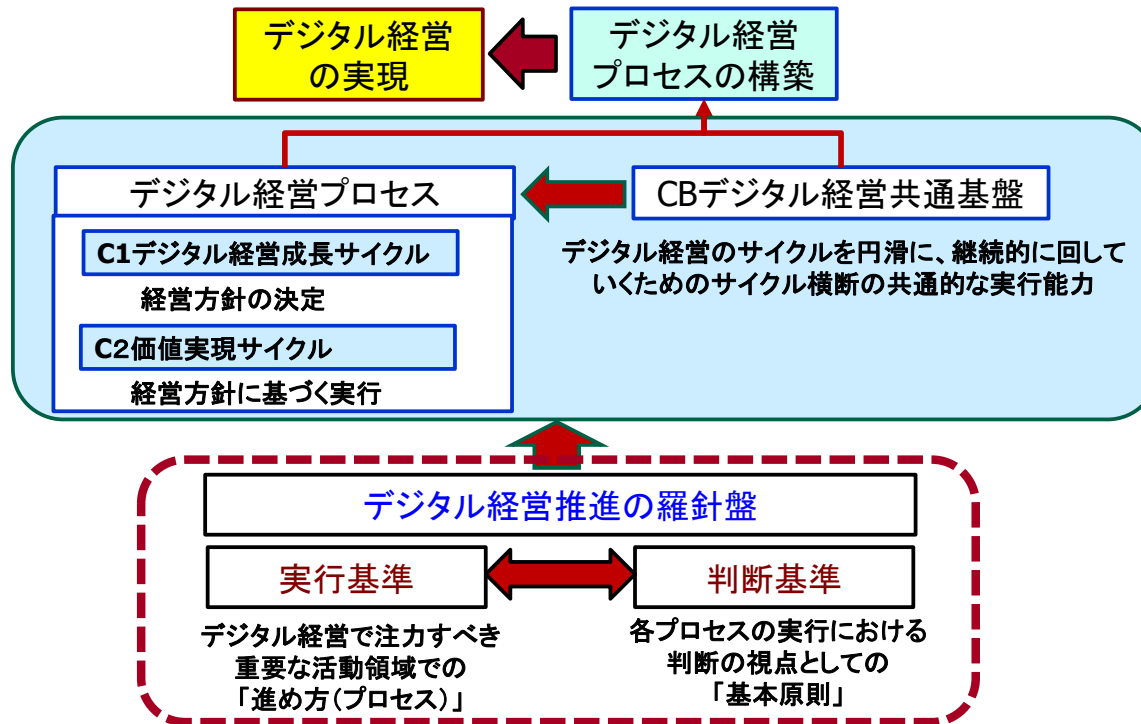 デジタル経営
の実現
デジタル経営
プロセスの構築
デジタル経営プロセス
CBデジタル経営共通基盤
C1デジタル経営成長サイクル
経営方針の決定
C2価値実現サイクル
経営方針に基づく実行
デジタル経営のサイクルを円滑に、継続的に回して
いくためのサイクル横断の共通的な実行能力
デジタル経営推進の羅針盤
実行基準
判断基準
デジタル経営で注力すべき
重要な活動領域での
「進め方(プロセス)」
各プロセスの実行における
判断の視点としての
「基本原則」